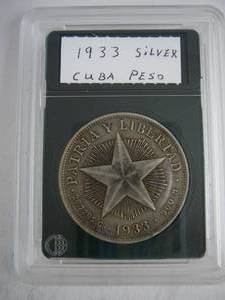 1933 SILVER
CUBA PESO
PATRIA Y LIBERTAD
1933